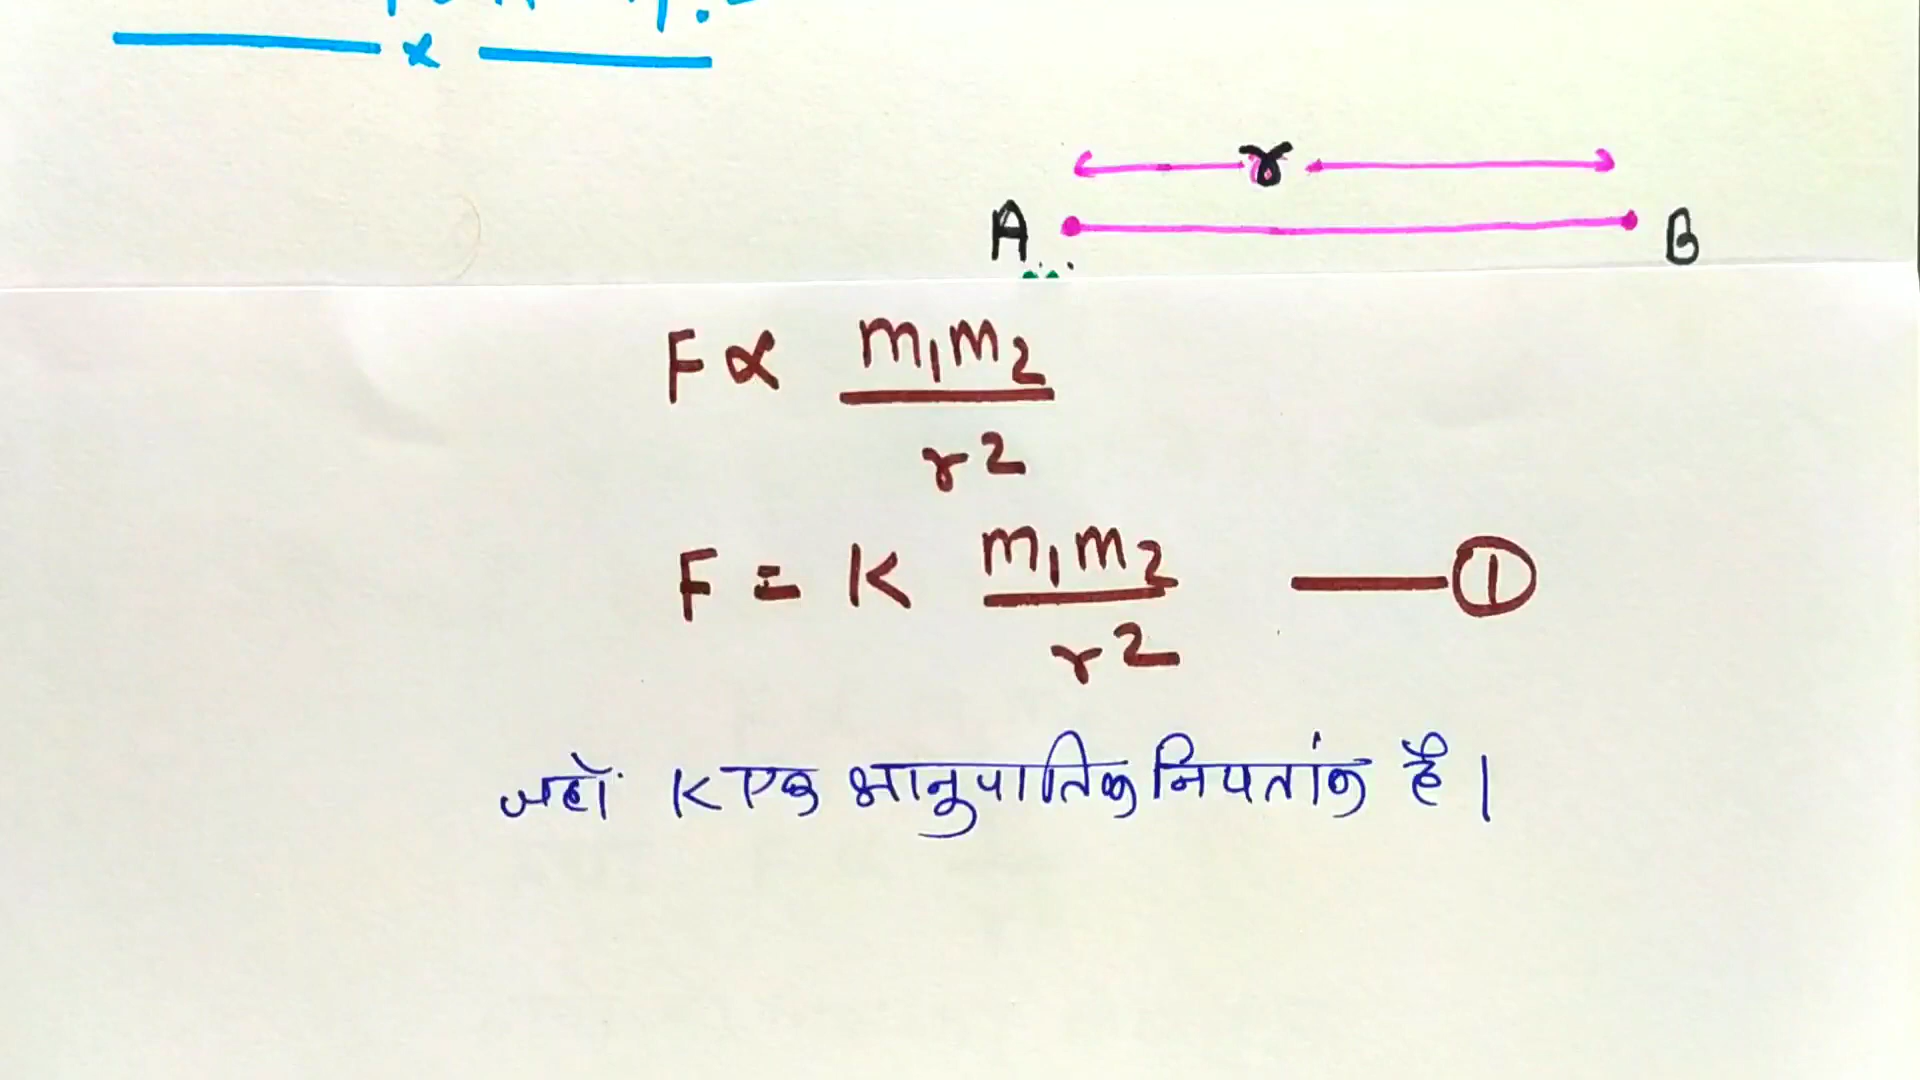 r
A B
F ∝ m₁m₂ / r²
F = K m₁m₂ / r² —— ①
जहाँ K एक आनुपातिक नियतांक है।